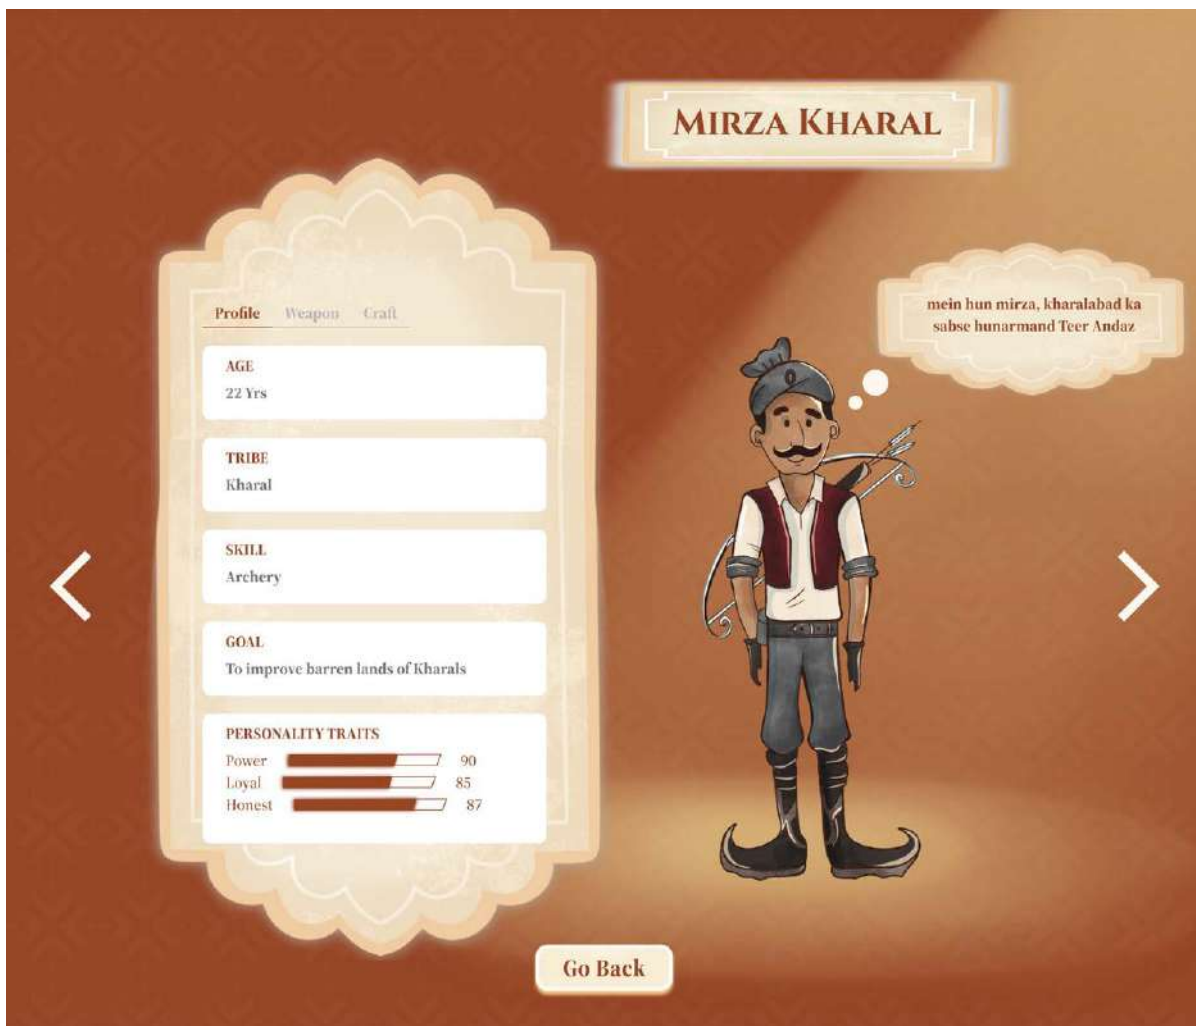 MIRZA KHARAL
Profile Weapon Craft
AGE
22 Yrs
TRIBE
Kharal
SKILL
Archery
GOAL
To improve barren lands of Kharals
PERSONALITY TRAITS
Power 90
Loyal 85
Honest 87
mein hun mirza, kharalabad ka
sabse hunarmand Teer Andaz
Go Back